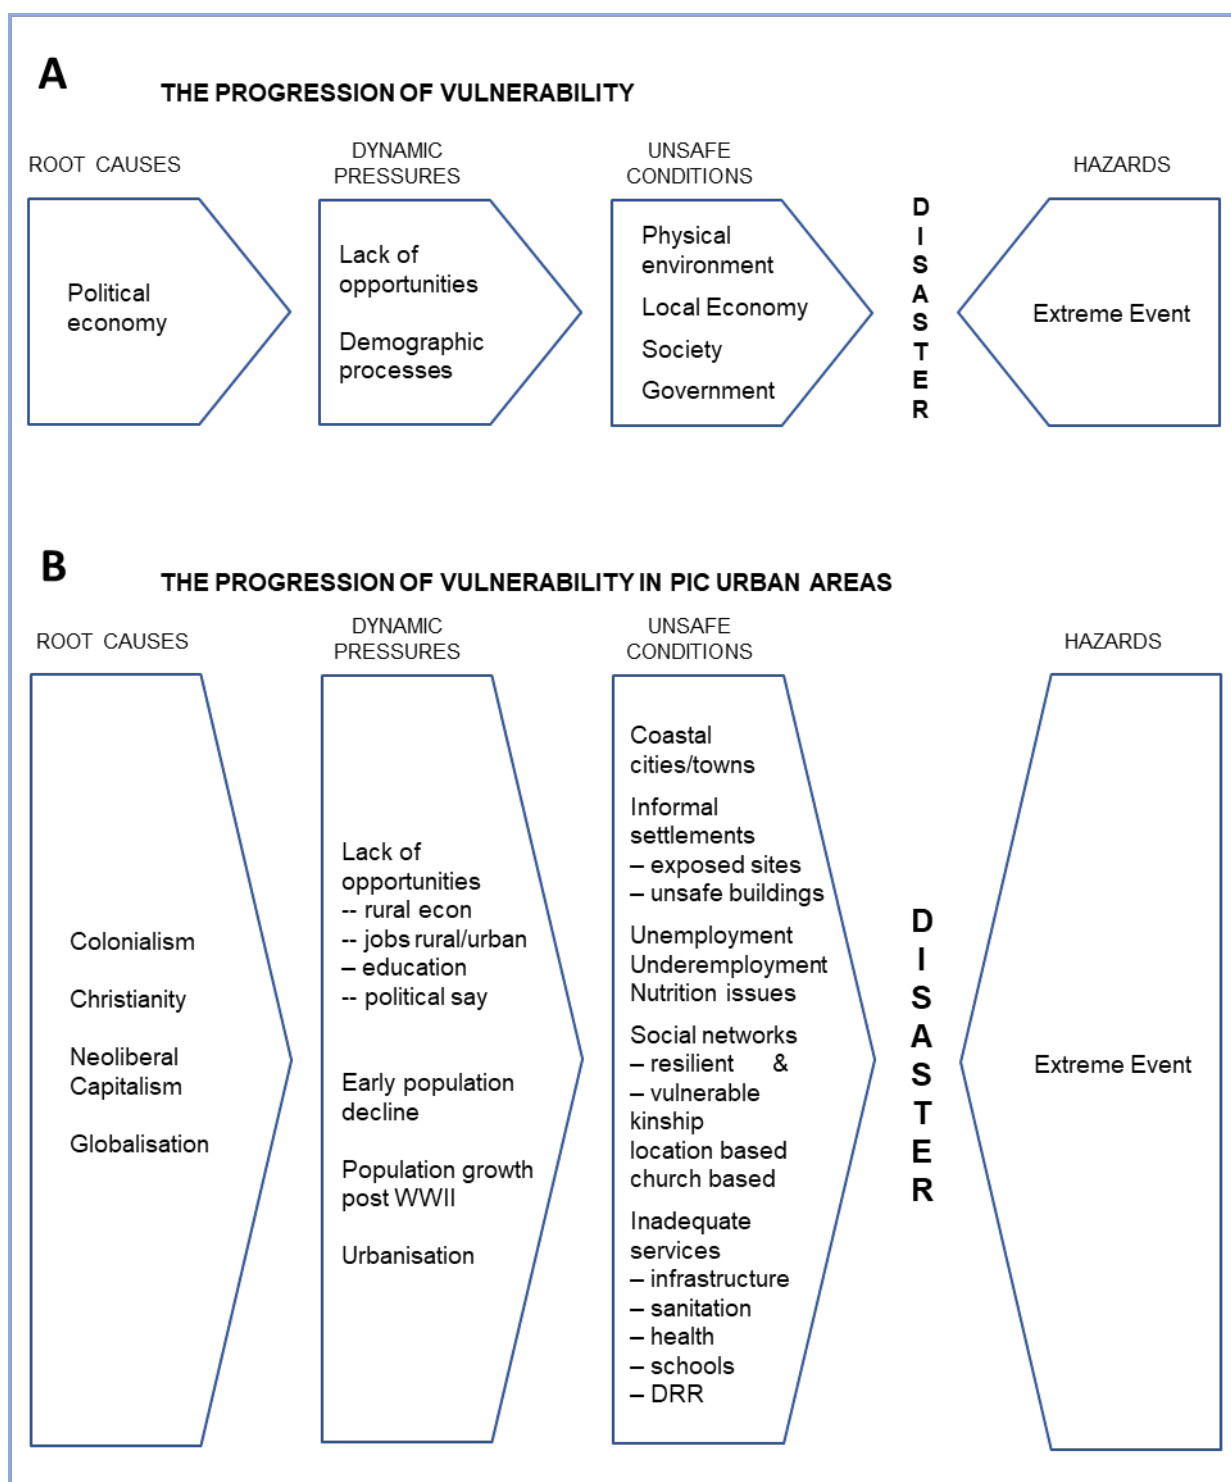 A
THE PROGRESSION OF VULNERABILITY
ROOT CAUSES
DYNAMIC
PRESSURES
UNSAFE
CONDITIONS
HAZARDS
Political
economy
Lack of
opportunities
Demographic
processes
Physical
environment
Local Economy
Society
Government
D
I
S
A
S
T
E
R
Extreme Event
B
THE PROGRESSION OF VULNERABILITY IN PIC URBAN AREAS
ROOT CAUSES
DYNAMIC
PRESSURES
UNSAFE
CONDITIONS
HAZARDS
Colonialism
Christianity
Neoliberal
Capitalism
Globalisation
Lack of
opportunities
-- rural econ
-- jobs rural/urban
– education
-- political say
Early population
decline
Population growth
post WWII
Urbanisation
Coastal
cities/towns
Informal
settlements
– exposed sites
– unsafe buildings
Unemployment
Underemployment
Nutrition issues
Social networks
– resilient &
– vulnerable
kinship
location based
church based
Inadequate
services
– infrastructure
– sanitation
– health
– schools
– DRR
D
I
S
A
S
T
E
R
Extreme Event